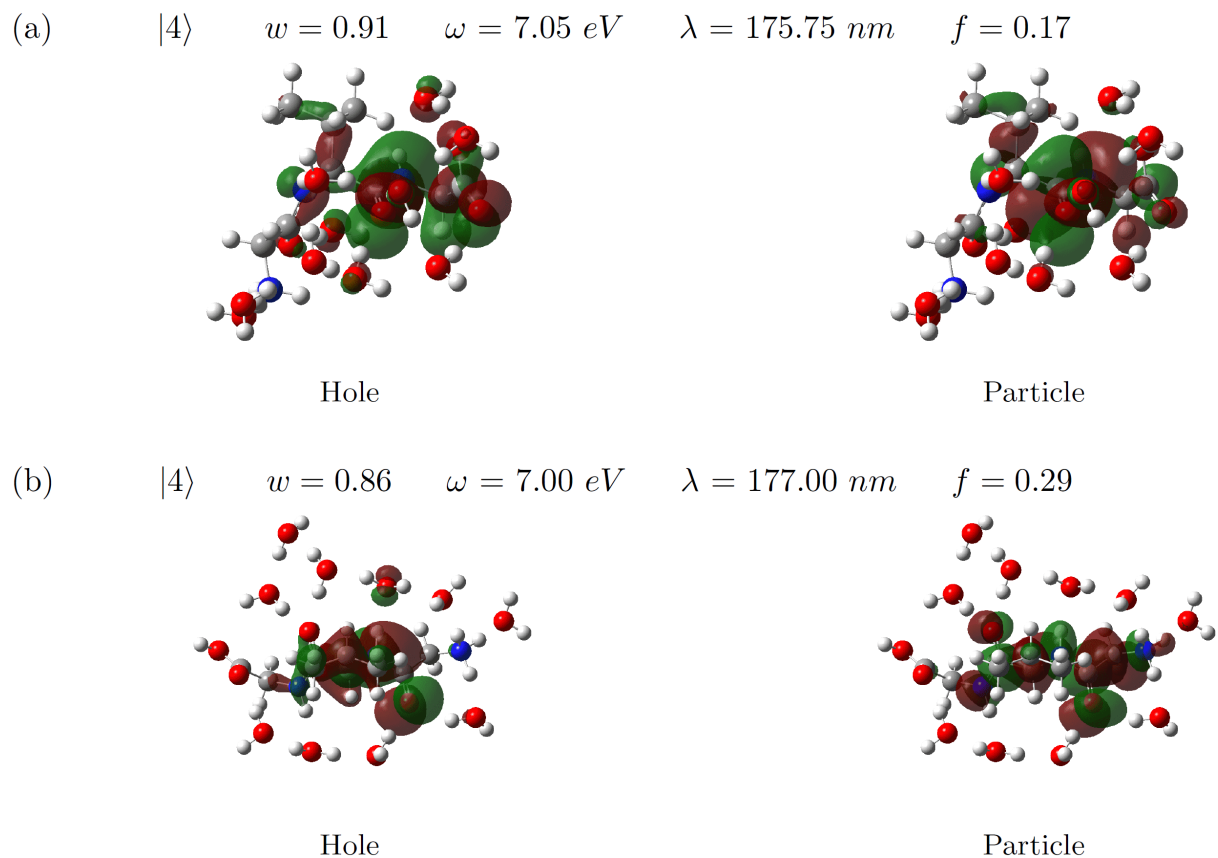 (a) |4⟩ w = 0.91 ω = 7.05 eV λ = 175.75 nm f = 0.17
Hole Particle
(b) |4⟩ w = 0.86 ω = 7.00 eV λ = 177.00 nm f = 0.29
Hole Particle